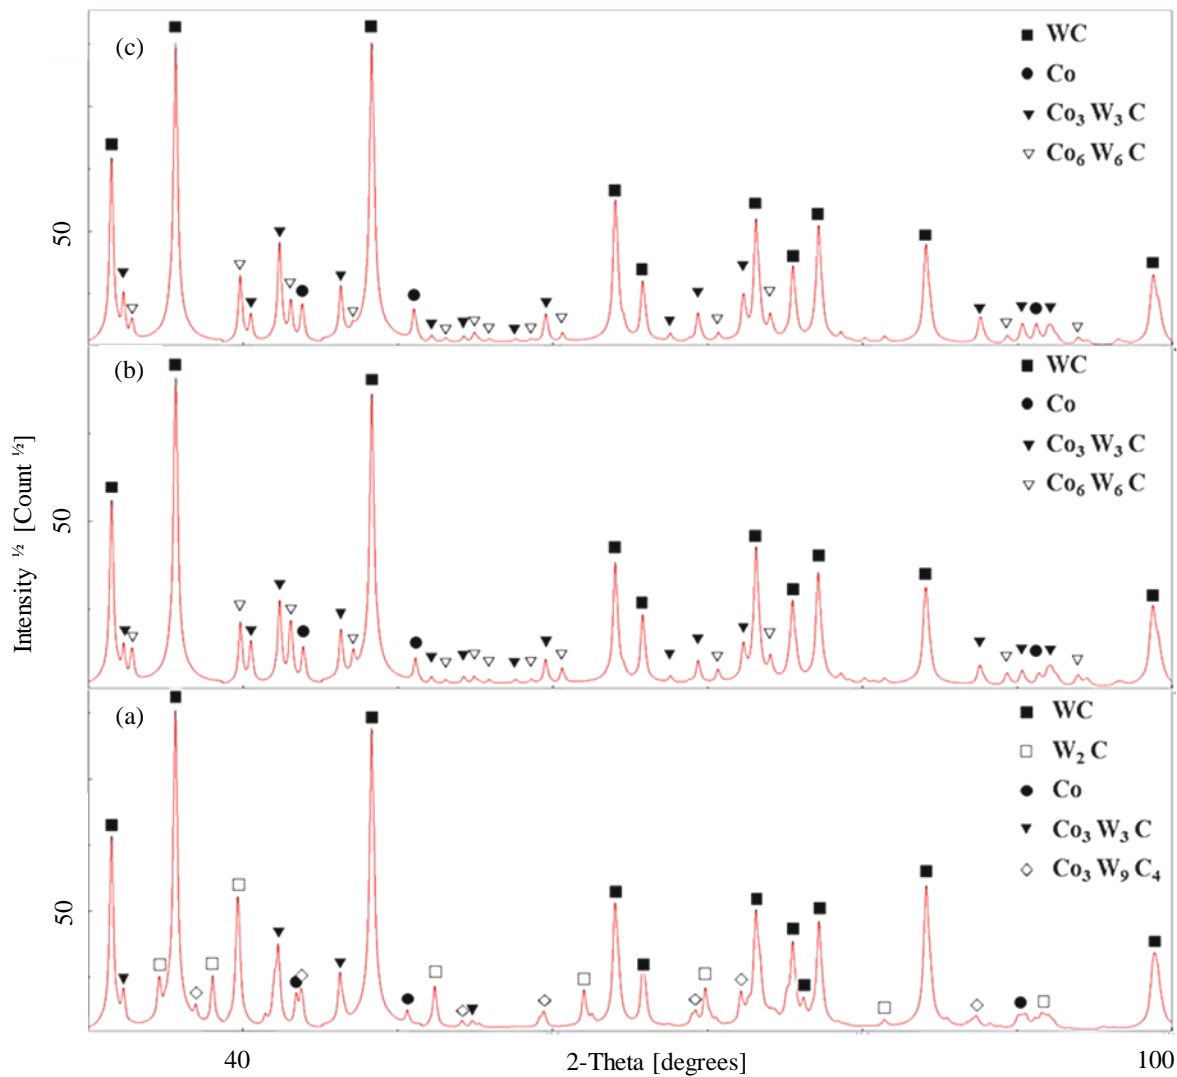 (c)
WC
Co
Co₃ W₃ C
Co₆ W₆ C
50
(b)
WC
Co
Co₃ W₃ C
Co₆ W₆ C
50
Intensity ½ [Count ½]
(a)
WC
W₂ C
Co
Co₃ W₃ C
Co₃ W₉ C₄
50
40
2-Theta [degrees]
100